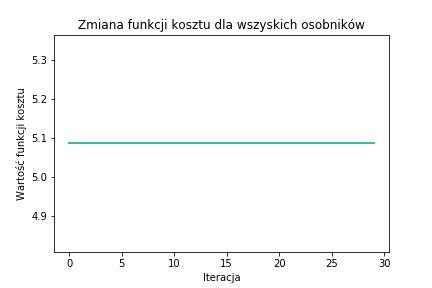 Zmiana funkcji kosztu dla wszyskich osobników
5.3
5.2
5.1
5.0
4.9
Wartość funkcji kosztu
0 5 10 15 20 25 30
Iteracja